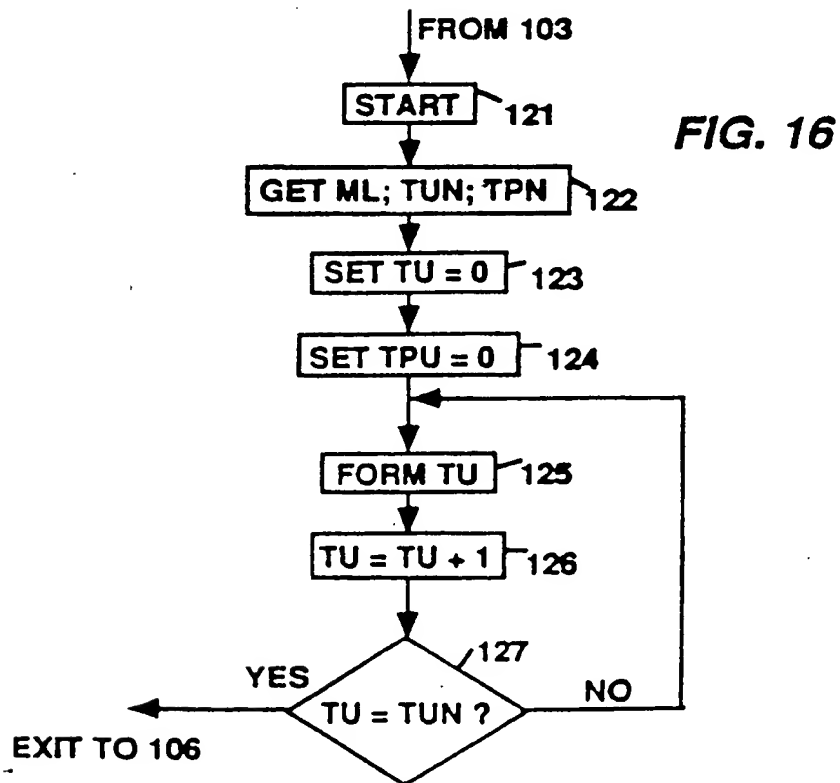 FROM 103
START
121
FIG. 16
GET ML; TUN; TPN
122
SET TU = 0
123
SET TPU = 0
124
FORM TU
125
TU = TU + 1
126
127
YES
TU = TUN ?
NO
EXIT TO 106